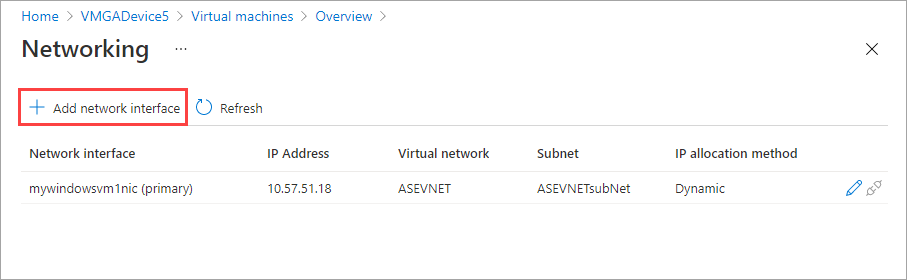 Home > VMGADevice5 > Virtual machines > Overview >
Networking ...
+ Add network interface Refresh
Network interface IP Address Virtual network Subnet IP allocation method
mywindowsvm1nic (primary) 10.57.51.18 ASEVNET ASEVNETsubNet Dynamic